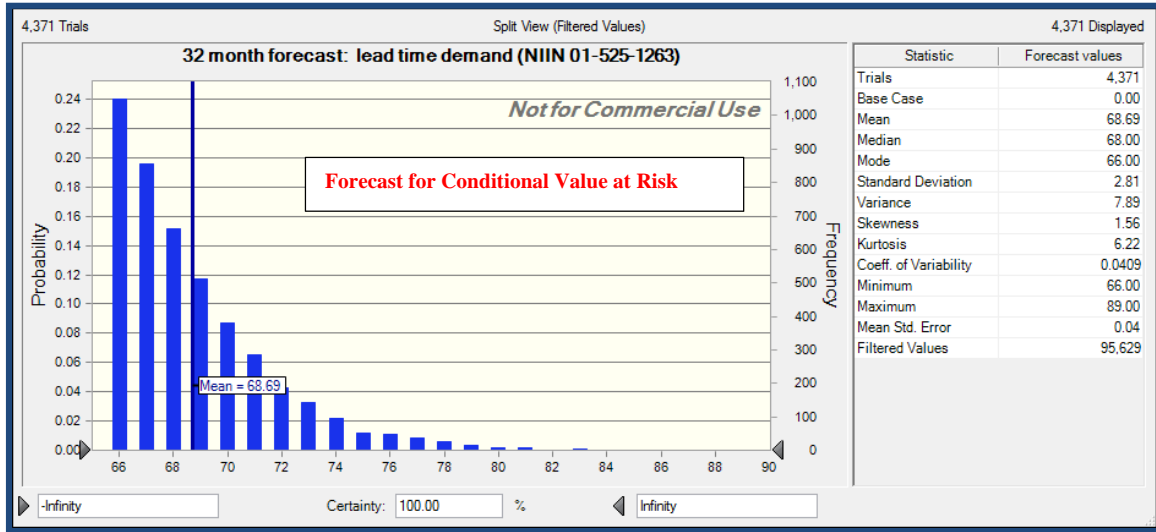 4,371 Trials Split View (Filtered Values) 4,371 Displayed
32 month forecast: lead time demand (NIIN 01-525-1263)
Not for Commercial Use
Forecast for Conditional Value at Risk
Probability
0.24
0.22
0.20
0.18
0.16
0.14
0.12
0.10
0.08
0.06
0.04
0.02
0.00
Mean = 68.69
66 68 70 72 74 76 78 80 82 84 86 88 90
1,100
1,000
900
800
700
600
500
400
300
200
100
0
Frequency
Statistic Forecast values
Trials 4,371
Base Case 0.00
Mean 68.69
Median 68.00
Mode 66.00
Standard Deviation 2.81
Variance 7.89
Skewness 1.56
Kurtosis 6.22
Coeff. of Variability 0.0409
Minimum 66.00
Maximum 89.00
Mean Std. Error 0.04
Filtered Values 95,629
-Infinity Certainty: 100.00 % Infinity